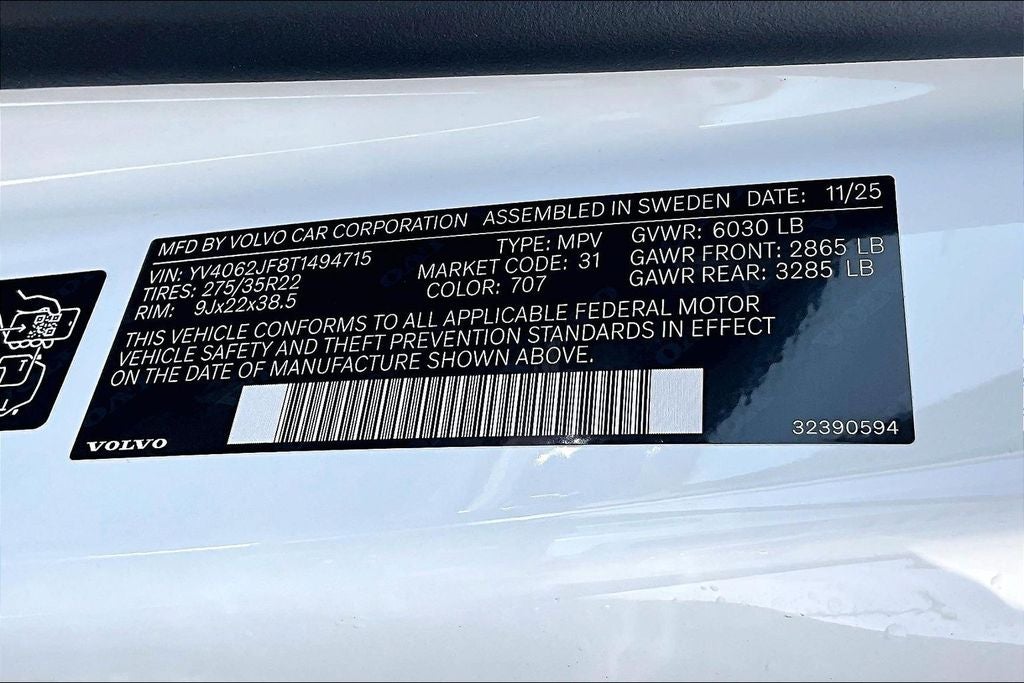 MFD BY VOLVO CAR CORPORATION ASSEMBLED IN SWEDEN DATE: 11/25
VIN: YV4062JF8T1494715 TYPE: MPV GVWR: 6030 LB
TIRES: 275/35R22 MARKET CODE: 31 GAWR FRONT: 2865 LB
RIM: 9Jx22x38.5 COLOR: 707 GAWR REAR: 3285 LB
THIS VEHICLE CONFORMS TO ALL APPLICABLE FEDERAL MOTOR
VEHICLE SAFETY AND THEFT PREVENTION STANDARDS IN EFFECT
ON THE DATE OF MANUFACTURE SHOWN ABOVE.
VOLVO 32390594